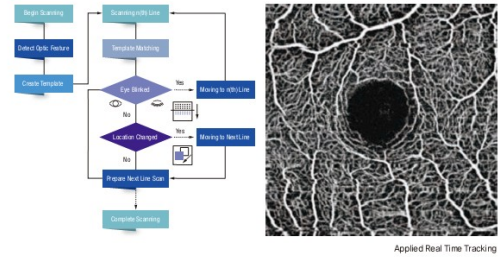 Begin Scanning
Detect Optic Feature
Create Template
Scanning n(th) Line
Template Matching
Eye Blinked
Yes
Moving to n(th) Line
No
Location Changed
Yes
Moving to Next Line
No
Prepare Next Line Scan
Complete Scanning
Applied Real Time Tracking